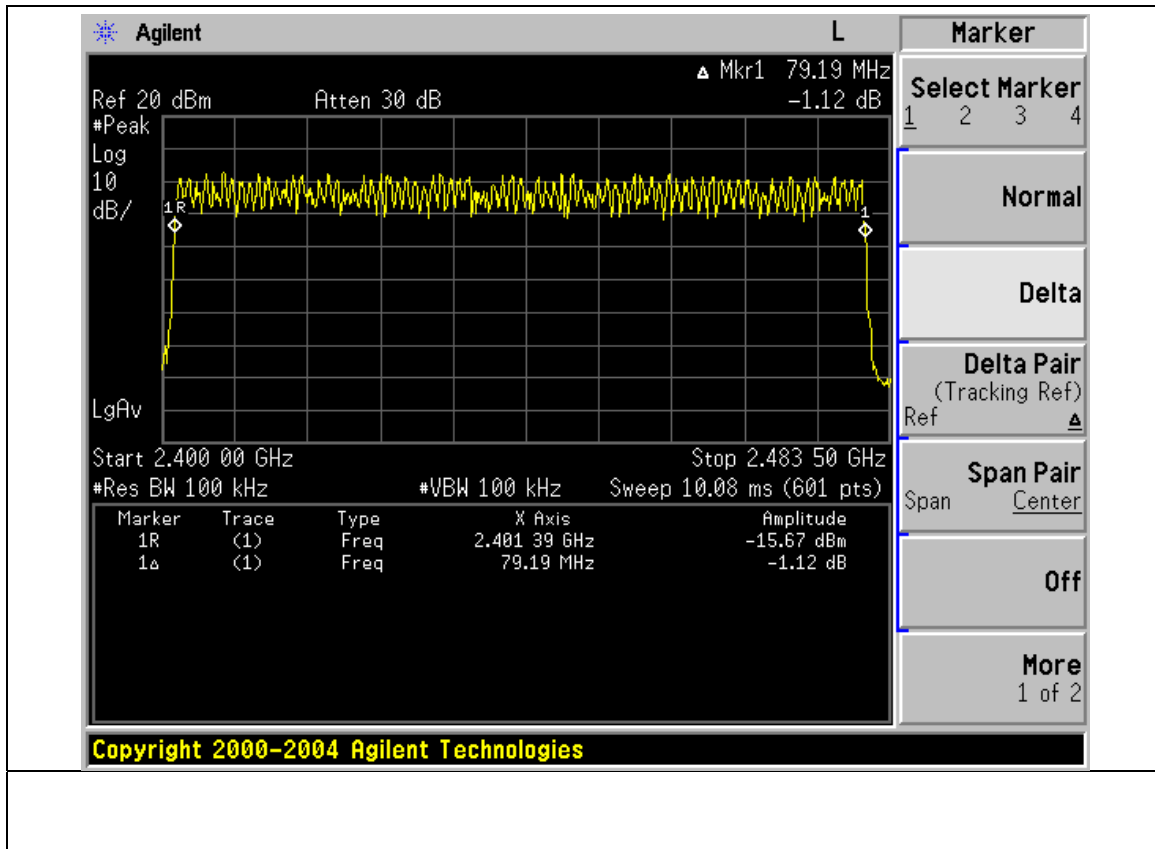 Agilent L
Marker
▵ Mkr1 79.19 MHz
Ref 20 dBm Atten 30 dB -1.12 dB
#Peak
Log
10
dB/
1R
1
LgAv
Start 2.400 00 GHz Stop 2.483 50 GHz
#Res BW 100 kHz #VBW 100 kHz Sweep 10.08 ms (601 pts)
Marker Trace Type X Axis Amplitude
1R (1) Freq 2.401 39 GHz -15.67 dBm
1▵ (1) Freq 79.19 MHz -1.12 dB
Select Marker
1 2 3 4
Normal
Delta
Delta Pair
(Tracking Ref)
Ref ▵
Span Pair
Span Center
Off
More
1 of 2
Copyright 2000-2004 Agilent Technologies